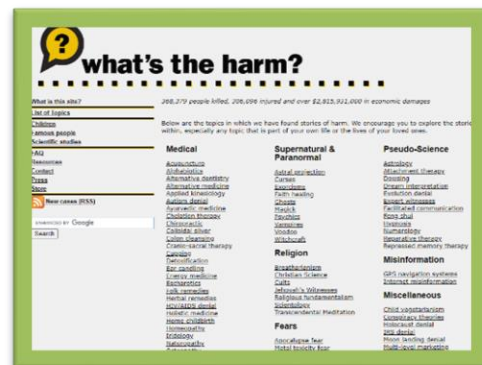 ?
what's the harm?
What is this site?
List of Topics
Children
Famous people
Scientific studies
FAQ
Resources
Contact
Press
Store
New cases (RSS)
ENHANCED BY Google
Search
368,379 people killed, 306,096 injured and over $2,815,931,000 in economic damages
Below are the topics in which we have found stories of harm. We encourage you to explore the storie
within, especially any topic that is part of your own life or the lives of your loved ones.
Medical
Acupuncture
Alphabiotics
Alternative dentistry
Alternative medicine
Applied kinesiology
Autism denial
Ayurvedic medicine
Chelation therapy
Chiropractic
Colloidal silver
Colon cleansing
Cranio-sacral therapy
Cupping
Detoxification
Ear candling
Energy medicine
Escharotics
Folk remedies
Herbal remedies
HIV/AIDS denial
Holistic medicine
Home childbirth
Homeopathy
Iridology
Naturopathy
Supernatural &
Paranormal
Astral projection
Curses
Exorcisms
Faith healing
Ghosts
Magick
Psychics
Vampires
Voodoo
Witchcraft
Religion
Breatharianism
Christian Science
Cults
Jehovah's Witnesses
Religious fundamentalism
Scientology
Transcendental Meditation
Fears
Apocalypse fear
Metal toxicity fear
Pseudo-Science
Astrology
Attachment therapy
Dowsing
Dream interpretation
Evolution denial
Expert witnesses
Facilitated communication
Feng shui
Hypnosis
Numerology
Reparative therapy
Repressed memory therapy
Misinformation
GPS navigation systems
Internet misinformation
Miscellaneous
Child vegetarianism
Conspiracy theories
Holocaust denial
IRS denial
Moon landing denial
Multi-level marketing